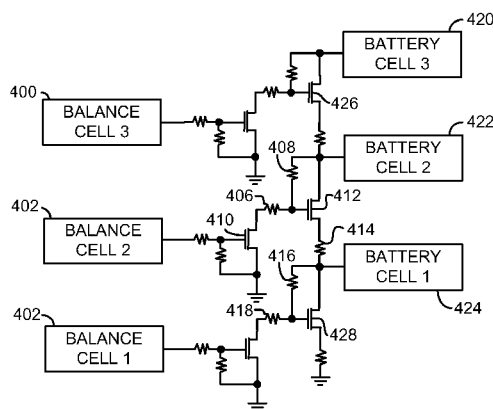 420
BATTERY
CELL 3
400
BALANCE
CELL 3
426
422
408
BATTERY
CELL 2
406
412
402
410
414
BALANCE
CELL 2
416
BATTERY
CELL 1
418
424
402
428
BALANCE
CELL 1